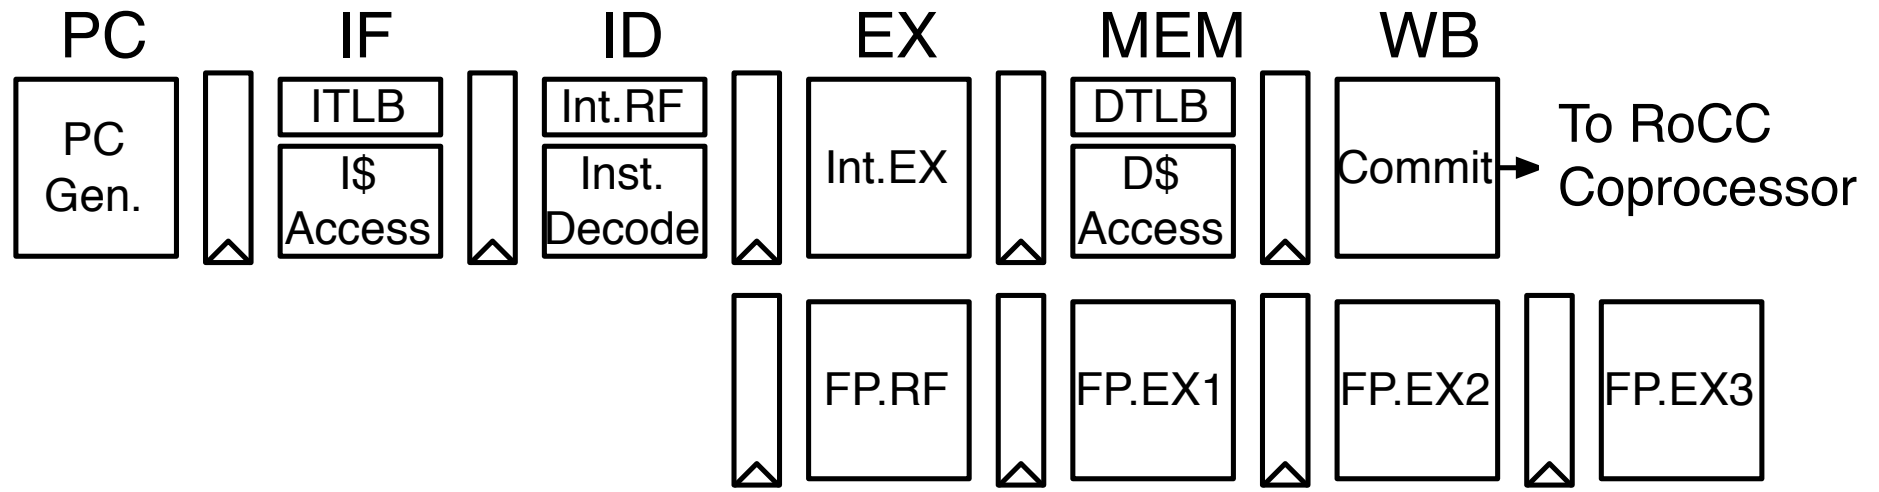 PC
IF
ID
EX
MEM
WB
PC
Gen.
ITLB
I$
Access
Int.RF
Inst.
Decode
Int.EX
DTLB
D$
Access
Commit
To RoCC
Coprocessor
FP.RF
FP.EX1
FP.EX2
FP.EX3